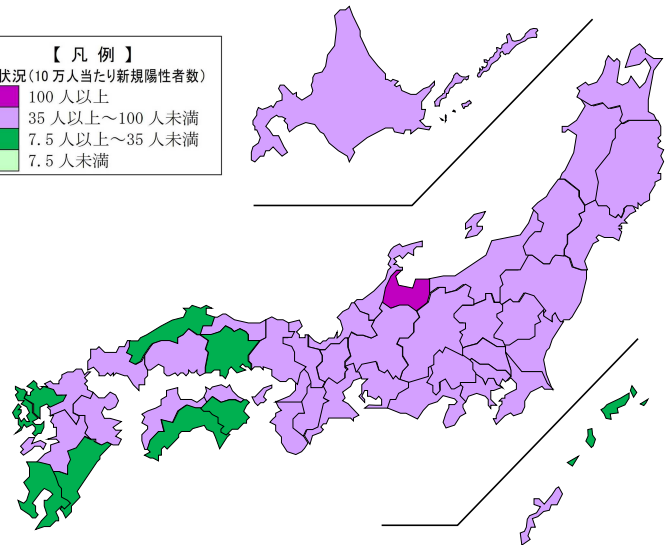 【 凡 例 】
状況(10 万人当たり新規陽性者数)
100 人以上
35 人以上～100 人未満
7.5 人以上～35 人未満
7.5 人未満